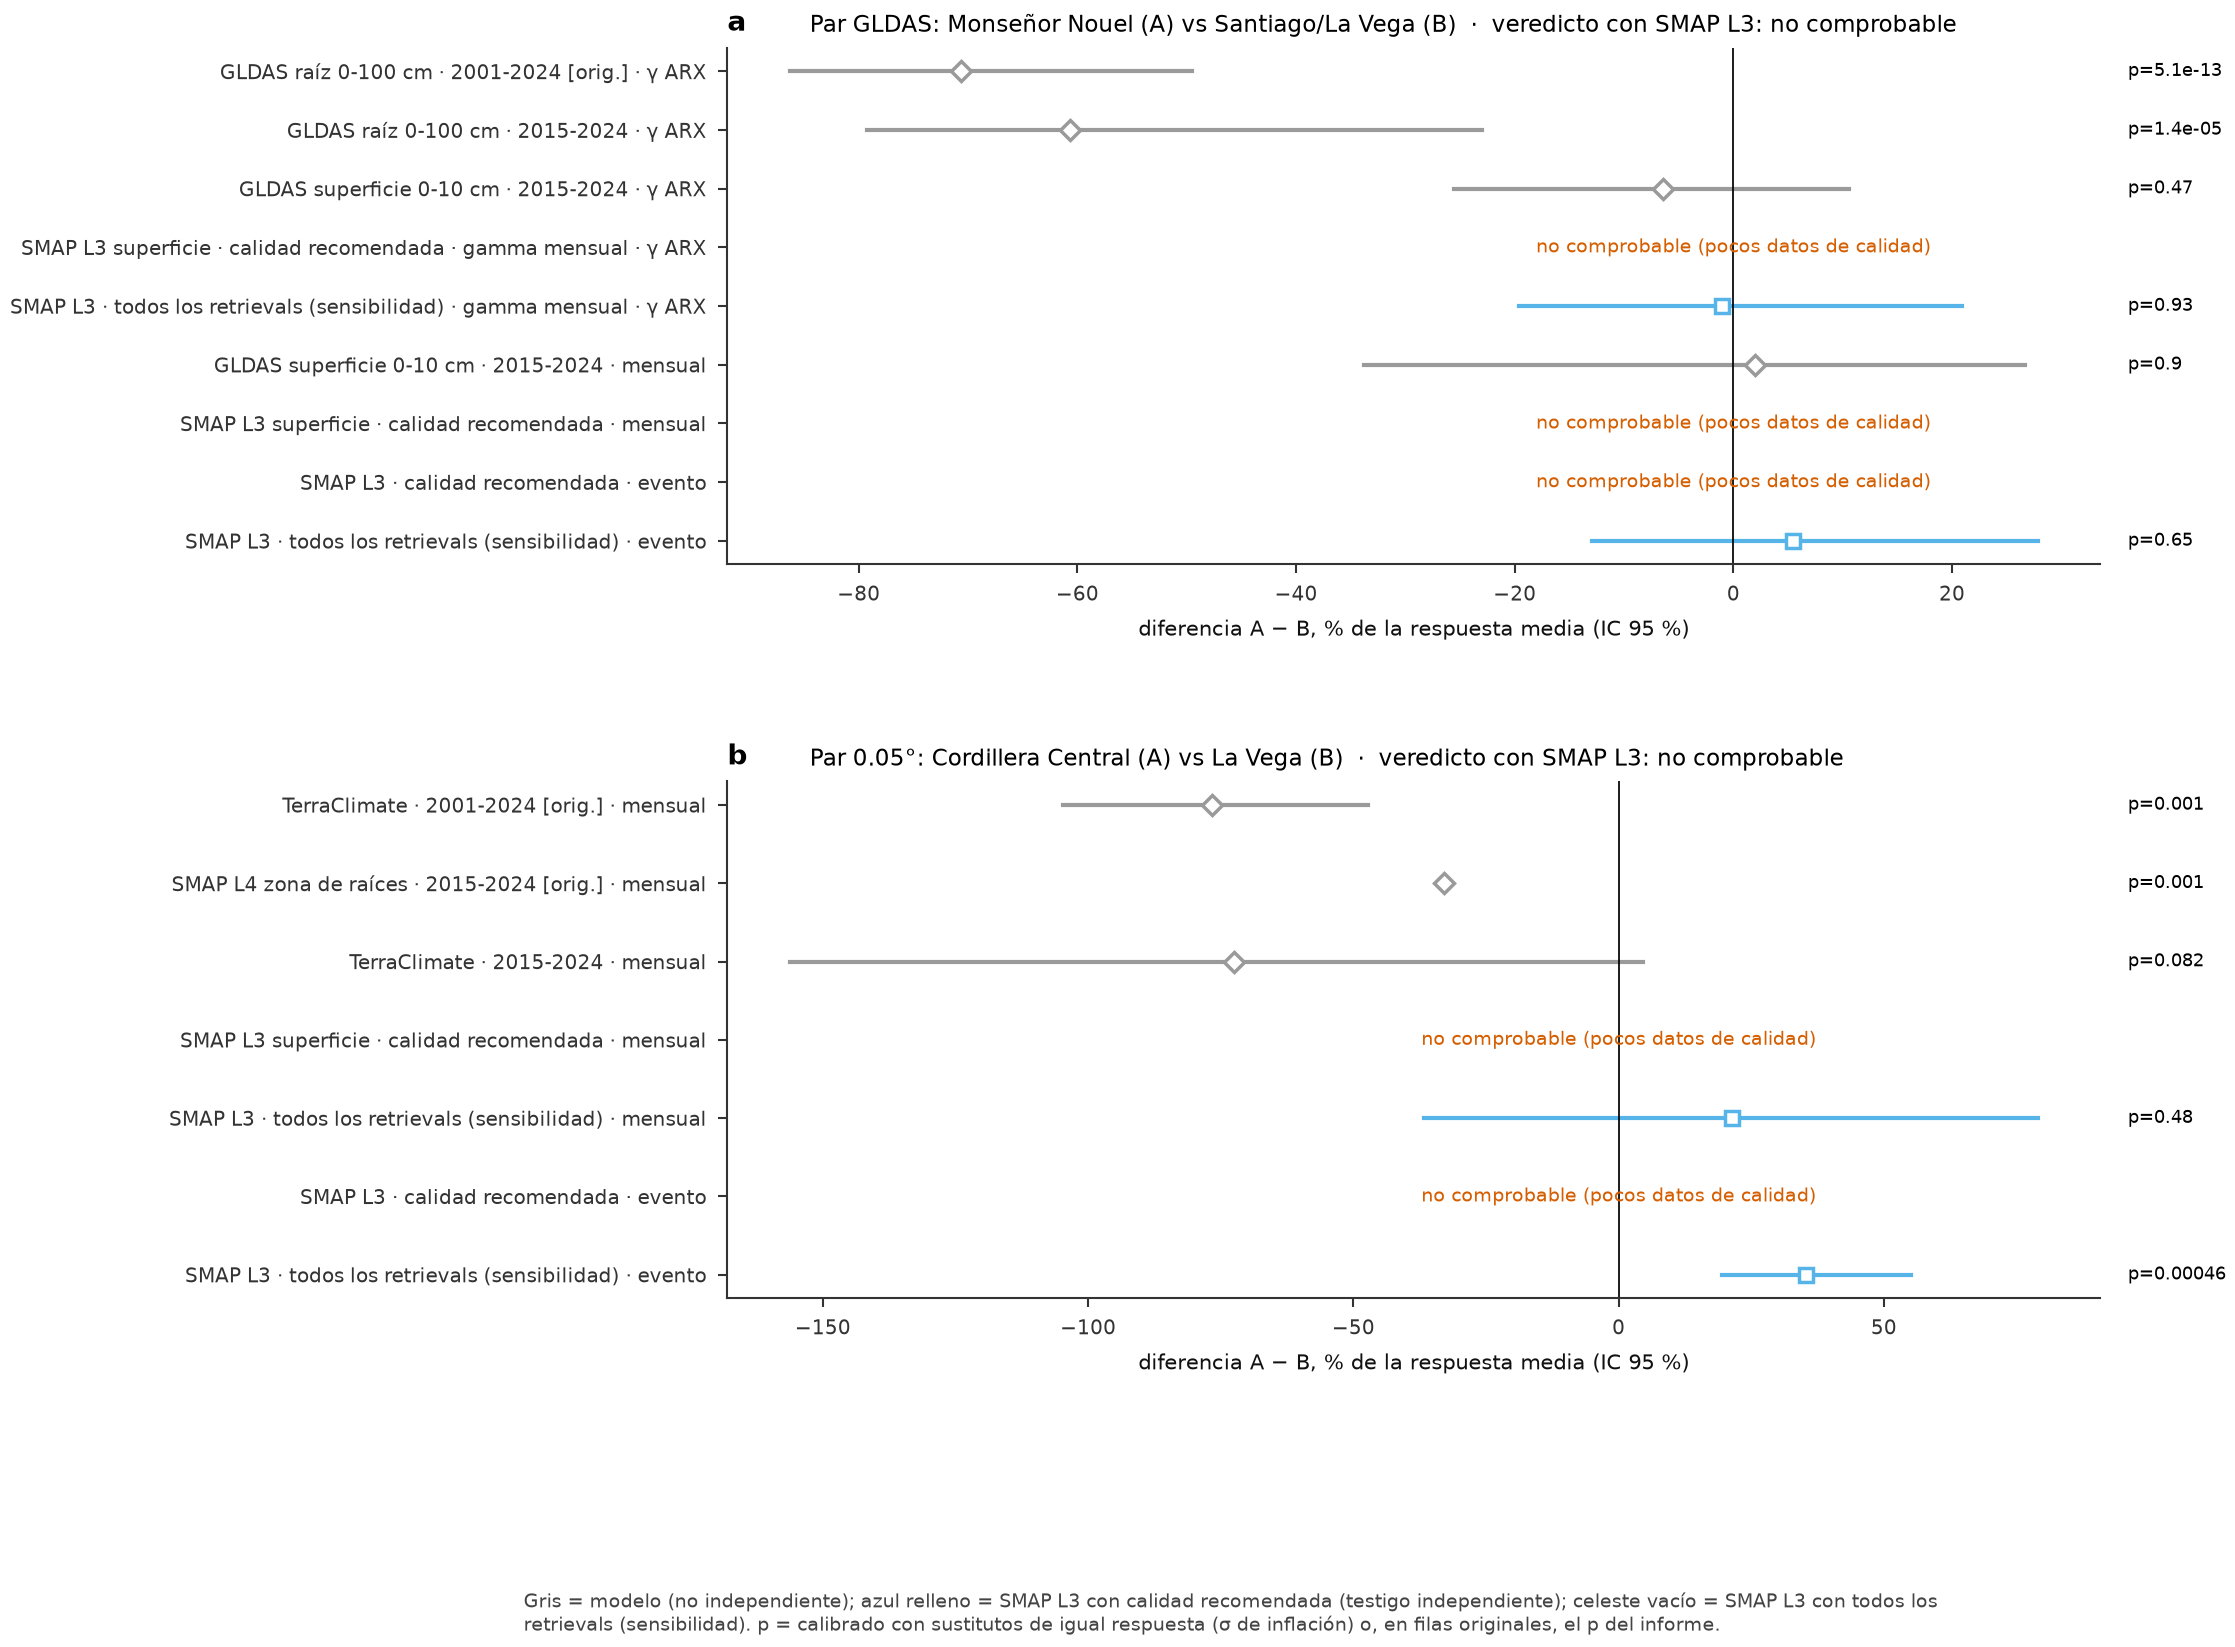 a
Par GLDAS: Monseñor Nouel (A) vs Santiago/La Vega (B) · veredicto con SMAP L3: no comprobable
GLDAS raíz 0-100 cm · 2001-2024 [orig.] · γ ARX
p=5.1e-13
GLDAS raíz 0-100 cm · 2015-2024 · γ ARX
p=1.4e-05
GLDAS superficie 0-10 cm · 2015-2024 · γ ARX
p=0.47
SMAP L3 superficie · calidad recomendada · gamma mensual · γ ARX
no comprobable (pocos datos de calidad)
SMAP L3 · todos los retrievals (sensibilidad) · gamma mensual · γ ARX
p=0.93
GLDAS superficie 0-10 cm · 2015-2024 · mensual
p=0.9
SMAP L3 superficie · calidad recomendada · mensual
no comprobable (pocos datos de calidad)
SMAP L3 · calidad recomendada · evento
no comprobable (pocos datos de calidad)
SMAP L3 · todos los retrievals (sensibilidad) · evento
p=0.65
−80 −60 −40 −20 0 20
diferencia A − B, % de la respuesta media (IC 95 %)
b
Par 0.05°: Cordillera Central (A) vs La Vega (B) · veredicto con SMAP L3: no comprobable
TerraClimate · 2001-2024 [orig.] · mensual
p=0.001
SMAP L4 zona de raíces · 2015-2024 [orig.] · mensual
p=0.001
TerraClimate · 2015-2024 · mensual
p=0.082
SMAP L3 superficie · calidad recomendada · mensual
no comprobable (pocos datos de calidad)
SMAP L3 · todos los retrievals (sensibilidad) · mensual
p=0.48
SMAP L3 · calidad recomendada · evento
no comprobable (pocos datos de calidad)
SMAP L3 · todos los retrievals (sensibilidad) · evento
p=0.00046
−150 −100 −50 0 50
diferencia A − B, % de la respuesta media (IC 95 %)
Gris = modelo (no independiente); azul relleno = SMAP L3 con calidad recomendada (testigo independiente); celeste vacío = SMAP L3 con todos los
retrievals (sensibilidad). p = calibrado con sustitutos de igual respuesta (σ de inflación) o, en filas originales, el p del informe.